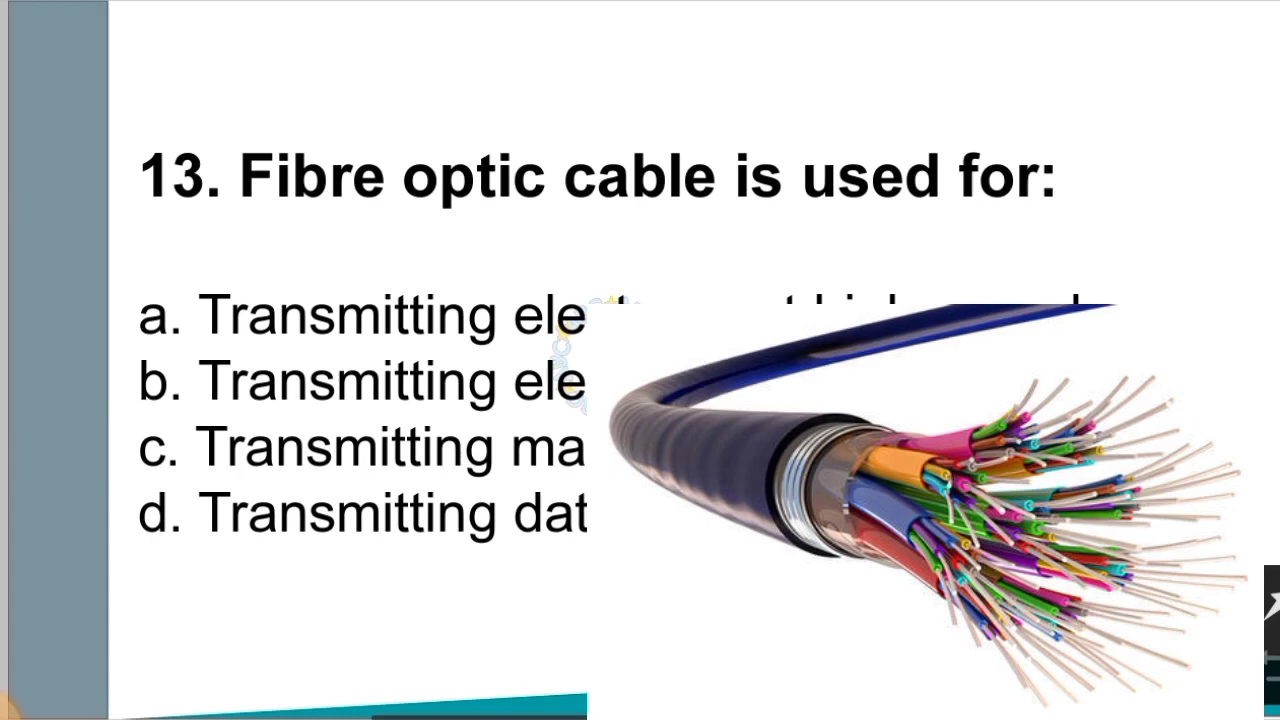 13. Fibre optic cable is used for:
a. Transmitting ele
b. Transmitting ele
c. Transmitting ma
d. Transmitting dat